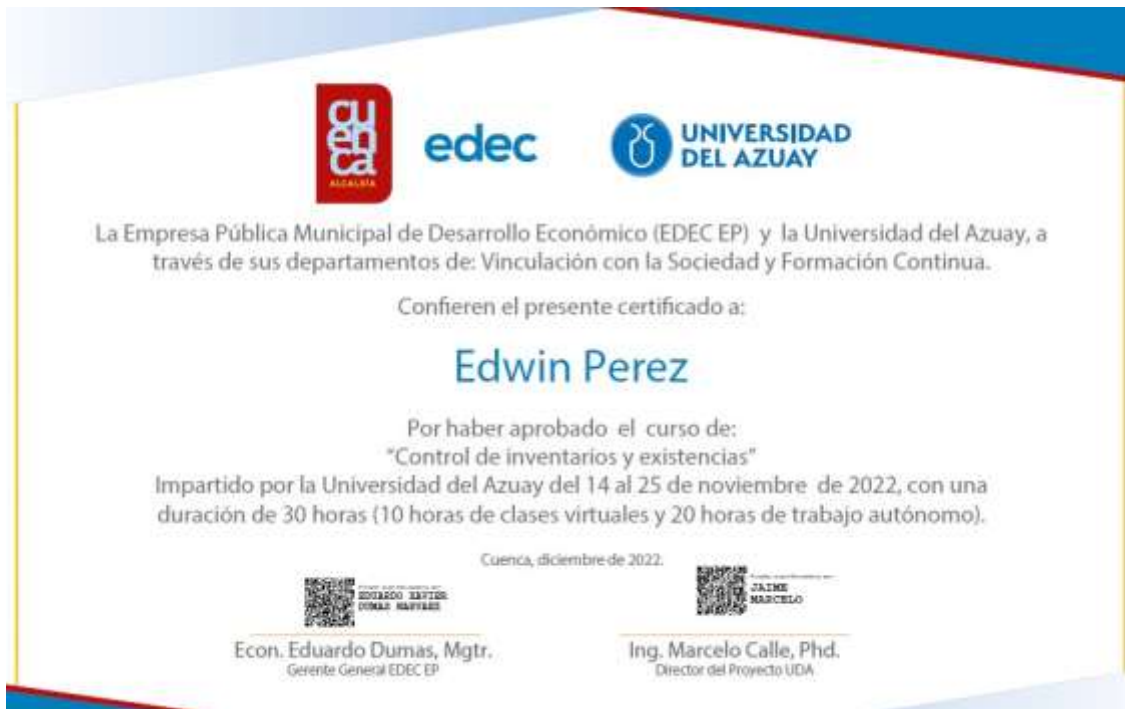 cuenca
ALCALDÍA
edec
UNIVERSIDAD
DEL AZUAY
La Empresa Pública Municipal de Desarrollo Económico (EDEC EP) y la Universidad del Azuay, a
través de sus departamentos de: Vinculación con la Sociedad y Formación Continua.
Confieren el presente certificado a:
Edwin Perez
Por haber aprobado el curso de:
"Control de inventarios y existencias"
Impartido por la Universidad del Azuay del 14 al 25 de noviembre de 2022, con una
duración de 30 horas (10 horas de clases virtuales y 20 horas de trabajo autónomo).
Cuenca, diciembre de 2022.
EDUARDO XAVIER
DUMAS
JAIME
MARCELO
Econ. Eduardo Dumas, Mgtr.
Gerente General EDEC EP
Ing. Marcelo Calle, Phd.
Director del Proyecto UDA